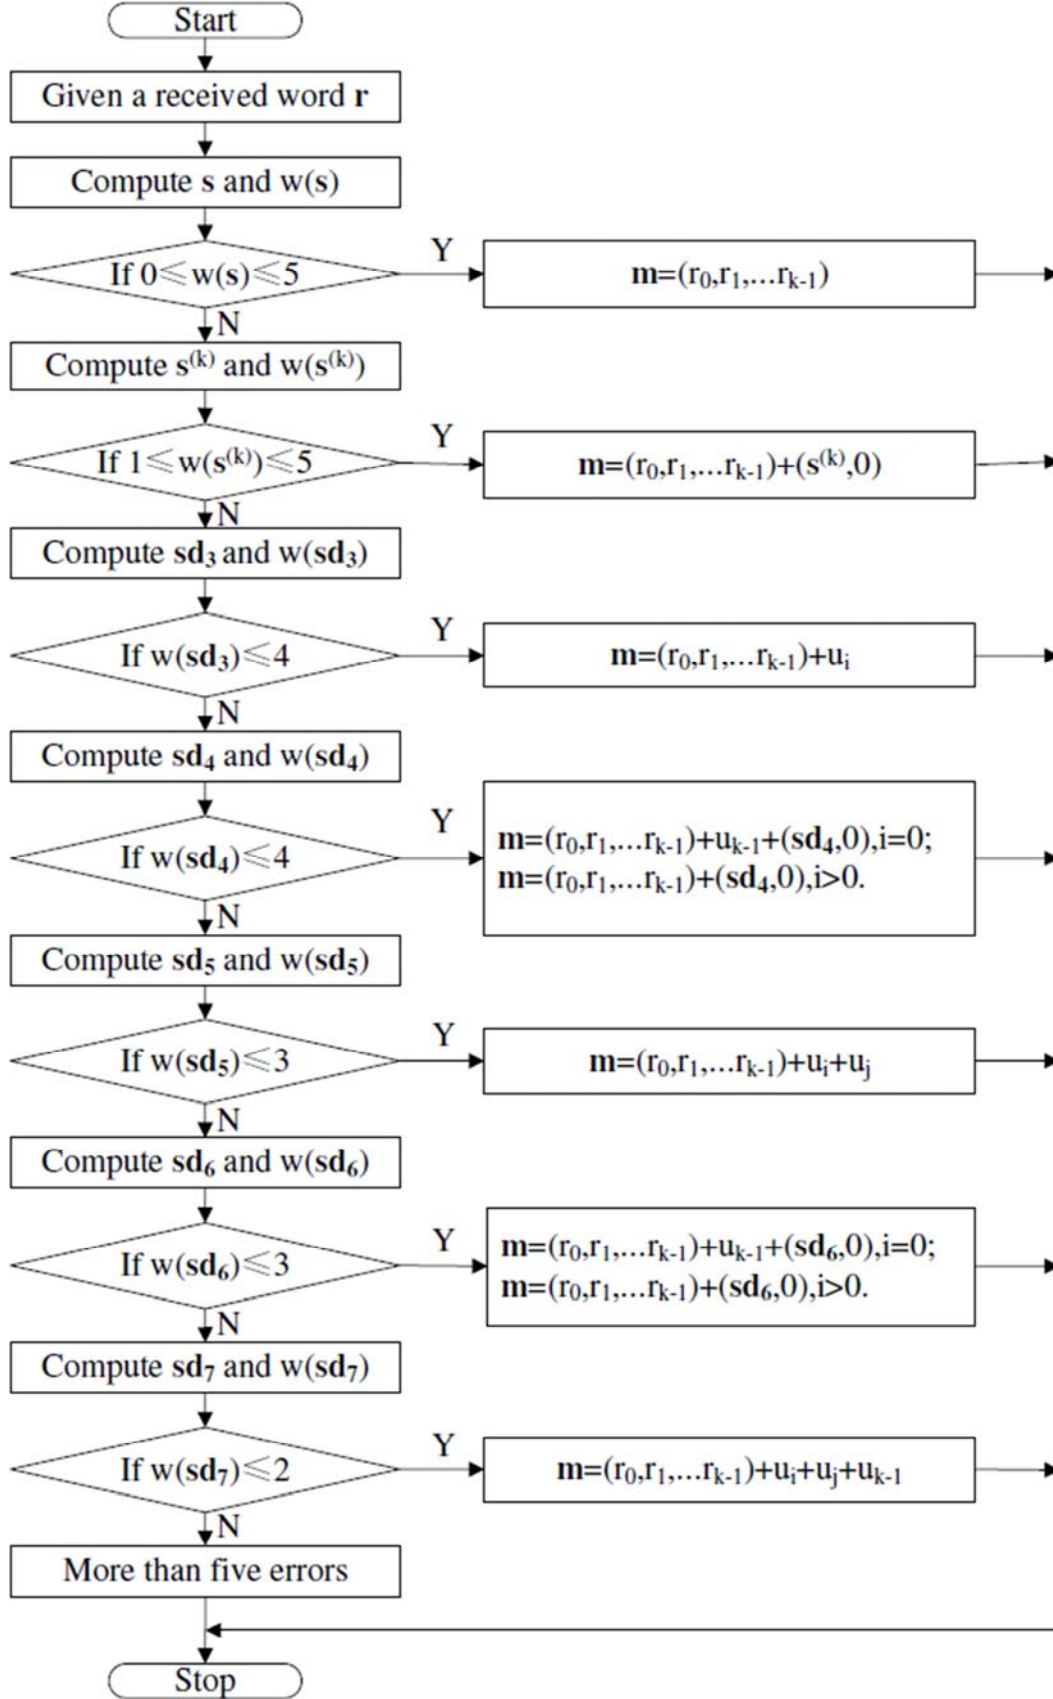 Start
Given a received word r
Compute s and w(s)
If 0≤w(s)≤5
Y
m=(r₀,r₁,...rₖ₋₁)
N
Compute s⁽ᵏ⁾ and w(s⁽ᵏ⁾)
If 1≤w(s⁽ᵏ⁾)≤5
Y
m=(r₀,r₁,...rₖ₋₁)+(s⁽ᵏ⁾,0)
N
Compute sd₃ and w(sd₃)
If w(sd₃)≤4
Y
m=(r₀,r₁,...rₖ₋₁)+uᵢ
N
Compute sd₄ and w(sd₄)
If w(sd₄)≤4
Y
m=(r₀,r₁,...rₖ₋₁)+uₖ₋₁+(sd₄,0),i=0;
m=(r₀,r₁,...rₖ₋₁)+(sd₄,0),i>0.
N
Compute sd₅ and w(sd₅)
If w(sd₅)≤3
Y
m=(r₀,r₁,...rₖ₋₁)+uᵢ+uⱼ
N
Compute sd₆ and w(sd₆)
If w(sd₆)≤3
Y
m=(r₀,r₁,...rₖ₋₁)+uₖ₋₁+(sd₆,0),i=0;
m=(r₀,r₁,...rₖ₋₁)+(sd₆,0),i>0.
N
Compute sd₇ and w(sd₇)
If w(sd₇)≤2
Y
m=(r₀,r₁,...rₖ₋₁)+uᵢ+uⱼ+uₖ₋₁
N
More than five errors
Stop